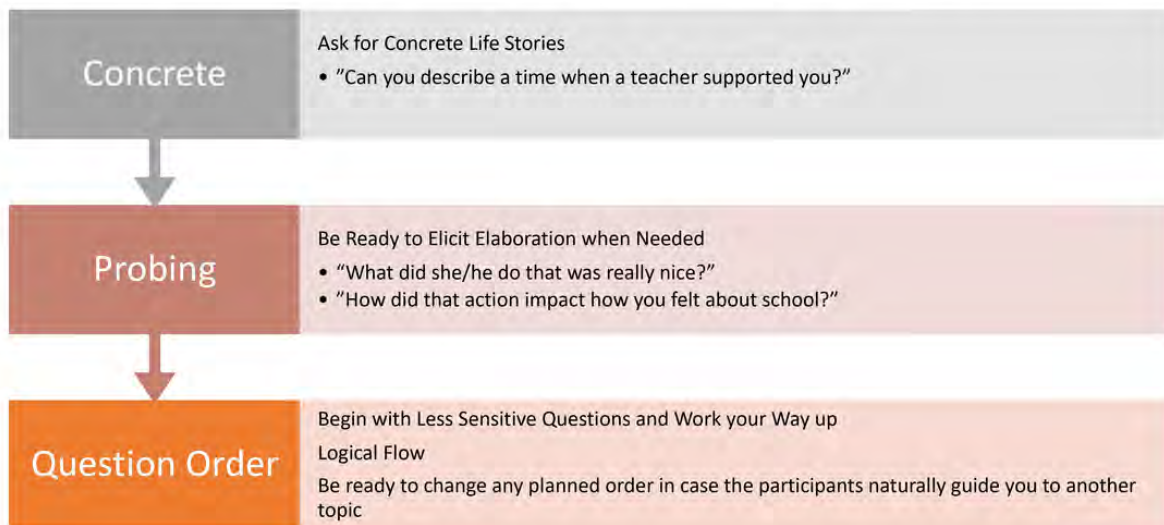 Concrete
Ask for Concrete Life Stories
• ”Can you describe a time when a teacher supported you?”
Probing
Be Ready to Elicit Elaboration when Needed
• “What did she/he do that was really nice?”
• ”How did that action impact how you felt about school?”
Question Order
Begin with Less Sensitive Questions and Work your Way up
Logical Flow
Be ready to change any planned order in case the participants naturally guide you to another
topic